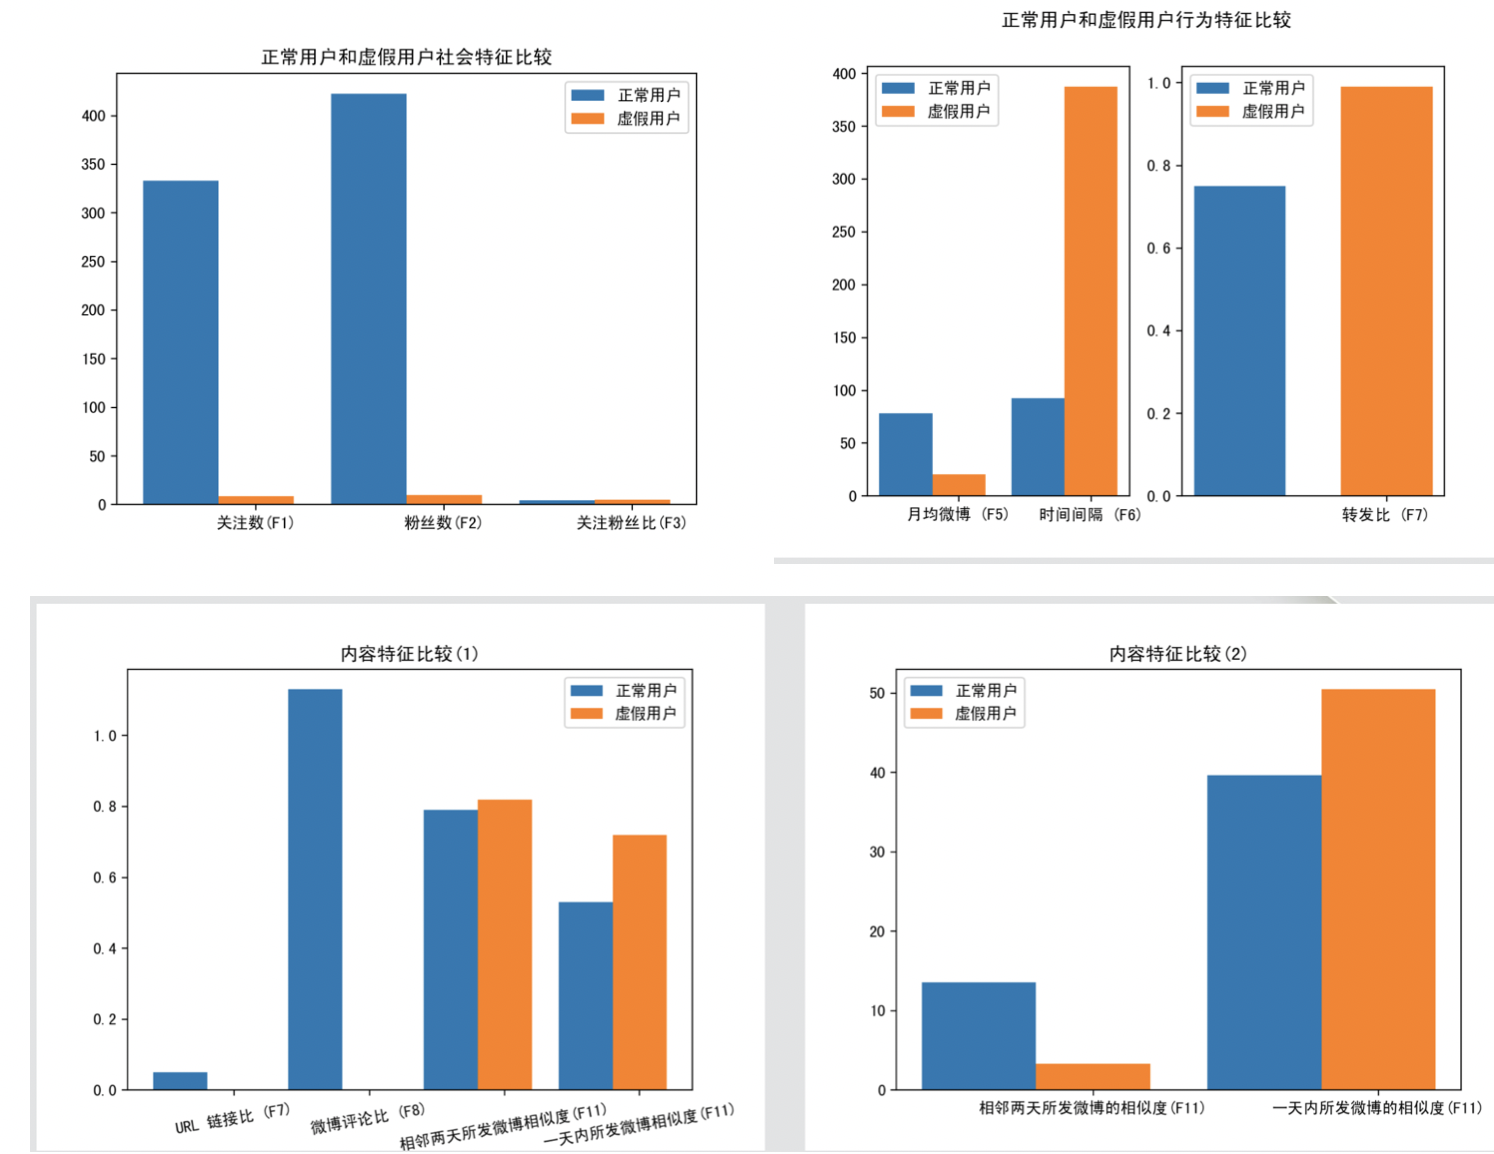 正常用户和虚假用户社会特征比较
正常用户
虚假用户
400
350
300
250
200
150
100
50
0
关注数(F1)
粉丝数(F2)
关注粉丝比(F3)
正常用户和虚假用户行为特征比较
正常用户
虚假用户
400
350
300
250
200
150
100
50
0
月均微博 (F5)
时间间隔 (F6)
正常用户
虚假用户
1.0
0.8
0.6
0.4
0.2
0.0
转发比 (F7)
内容特征比较(1)
正常用户
虚假用户
1.0
0.8
0.6
0.4
0.2
0.0
URL 链接比 (F7)
微博评论比 (F8)
相邻两天所发微博相似度(F11)
一天内所发微博相似度(F11)
内容特征比较(2)
正常用户
虚假用户
50
40
30
20
10
0
相邻两天所发微博的相似度(F11)
一天内所发微博的相似度(F11)